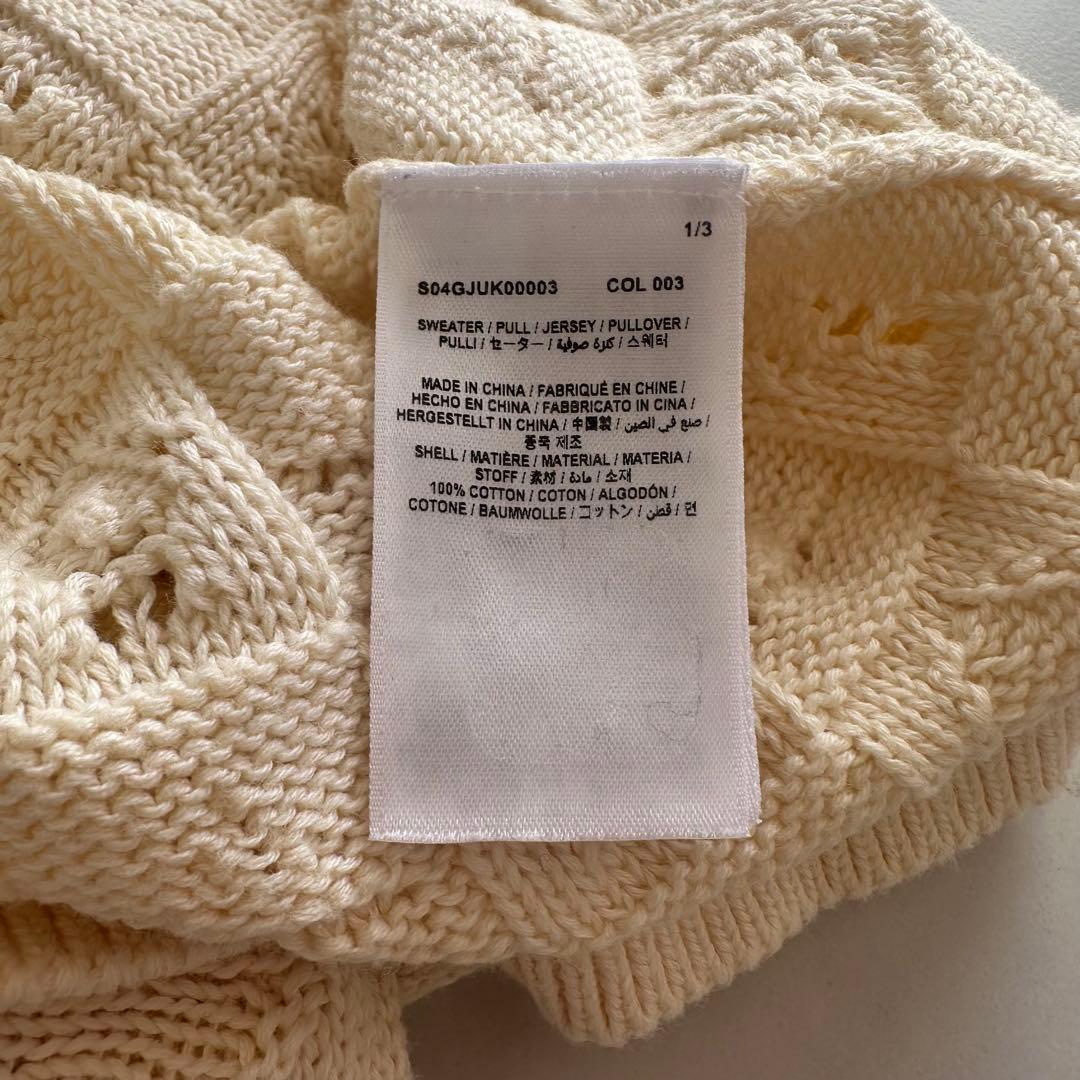 1/3
S04GJUK00003 COL 003
SWEATER / PULL / JERSEY / PULLOVER /
PULLI / セーター / كنزة صوفية / 스웨터
MADE IN CHINA / FABRIQUÉ EN CHINE /
HECHO EN CHINA / FABBRICATO IN CINA /
HERGESTELLT IN CHINA / 中国製 / صنع في الصين /
중국 제조
SHELL / MATIÈRE / MATERIAL / MATERIA /
STOFF / 素材 / مادة / 소재
100% COTTON / COTON / ALGODÓN /
COTONE / BAUMWOLLE / コットン / قطن / 면